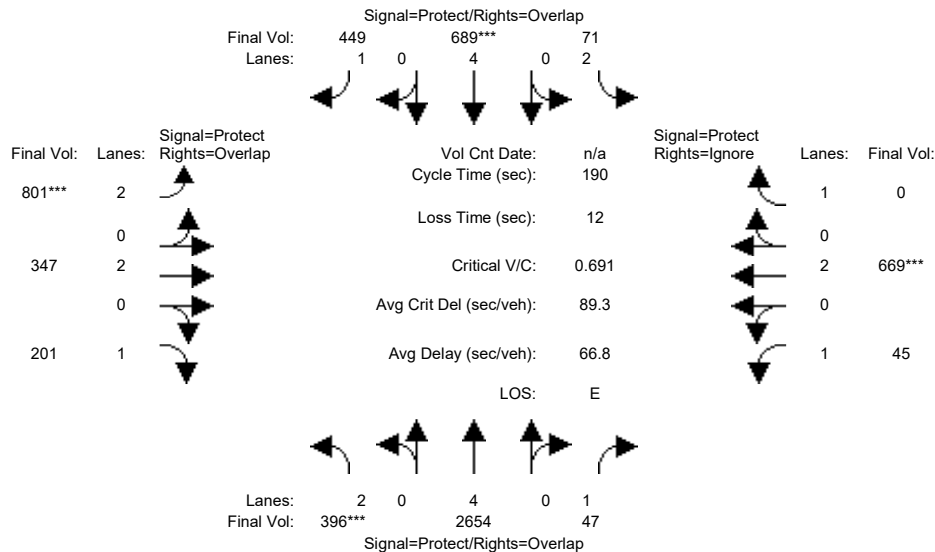 Signal=Protect/Rights=Overlap
Final Vol: 449 689*** 71
Lanes: 1 0 4 0 2
Signal=Protect
Final Vol: Lanes: Rights=Overlap
Vol Cnt Date: n/a
Signal=Protect
Rights=Ignore Lanes: Final Vol:
Cycle Time (sec): 190
801*** 2
1 0
Loss Time (sec): 12
0
0
347 2
Critical V/C: 0.691
2 669***
0
Avg Crit Del (sec/veh): 89.3
0
201 1
Avg Delay (sec/veh): 66.8
1 45
LOS: E
Lanes: 2 0 4 0 1
Final Vol: 396*** 2654 47
Signal=Protect/Rights=Overlap